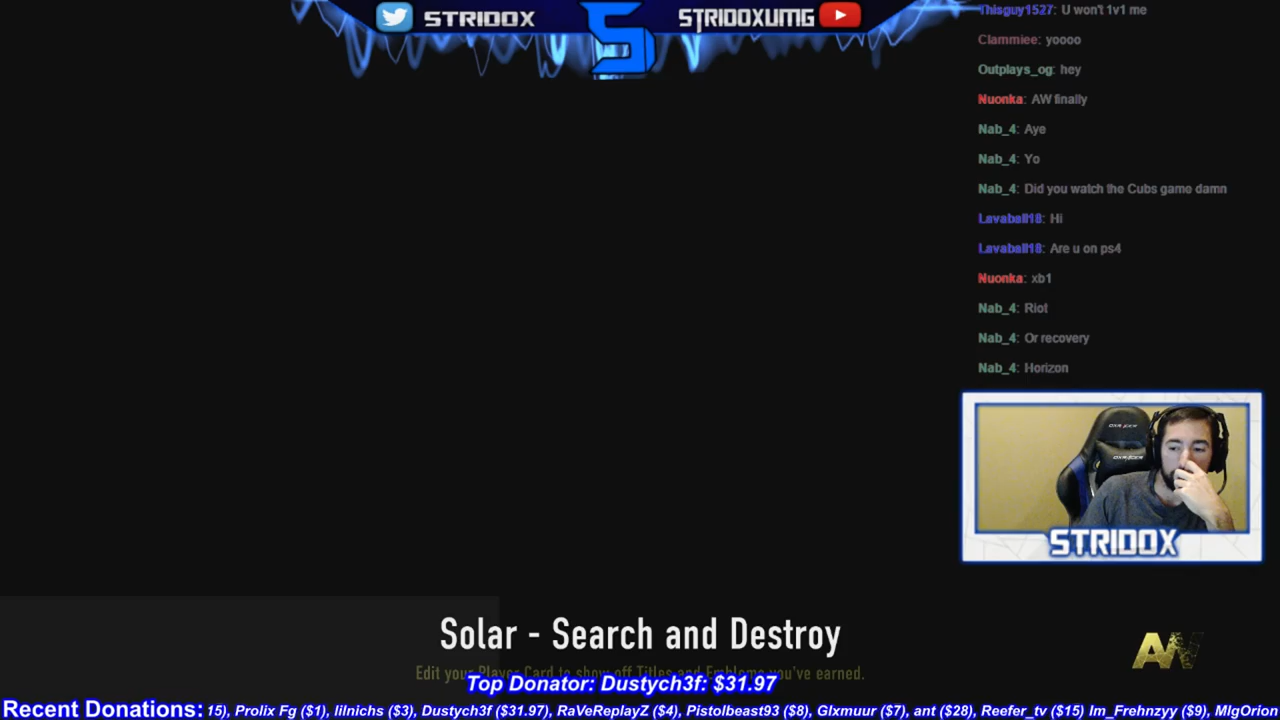 STRIDOX
S
STRIDOXUMG
Thisguy1527: U won't 1v1 me
Clammiee: yoooo
Outplays_og: hey
Nuonka: AW finally
Nab_4: Aye
Nab_4: Yo
Nab_4: Did you watch the Cubs game damn
Lavaball18: Hi
Lavaball18: Are u on ps4
Nuonka: xb1
Nab_4: Riot
Nab_4: Or recovery
Nab_4: Horizon
STRIDOX
Solar - Search and Destroy
AW
Edit your Player Card to show off Titles and Emblems you've earned.
Top Donator: Dustych3f: $31.97
Recent Donations: 15), Prolix Fg ($1), lilnichs ($3), Dustych3f ($31.97), RaVeReplayZ ($4), Pistolbeast93 ($8), Glxmuur ($7), ant ($28), Reefer_tv ($15) Im_Frehnzyy ($9), MlgOrion